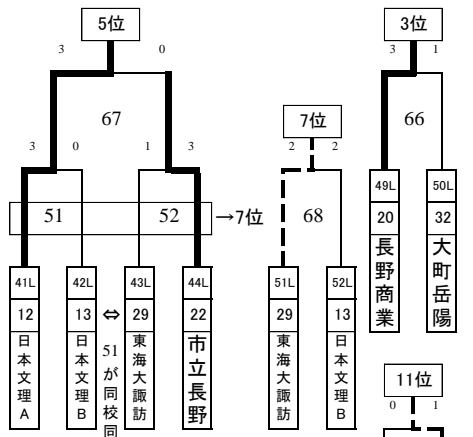 5位
3 0
67
3 0 1 3
51 52 →7位
41L 42L 43L 44L
12 13 ⇔ 29 22
日本文理A
日本文理B
51が同校同
東海大諏訪
市立長野
7位
2 2
68
51L 52L
29 13
東海大諏訪
日本文理B
3位
3 1
66
49L 50L
20 32
長野商業
大町岳陽
11位
0 1